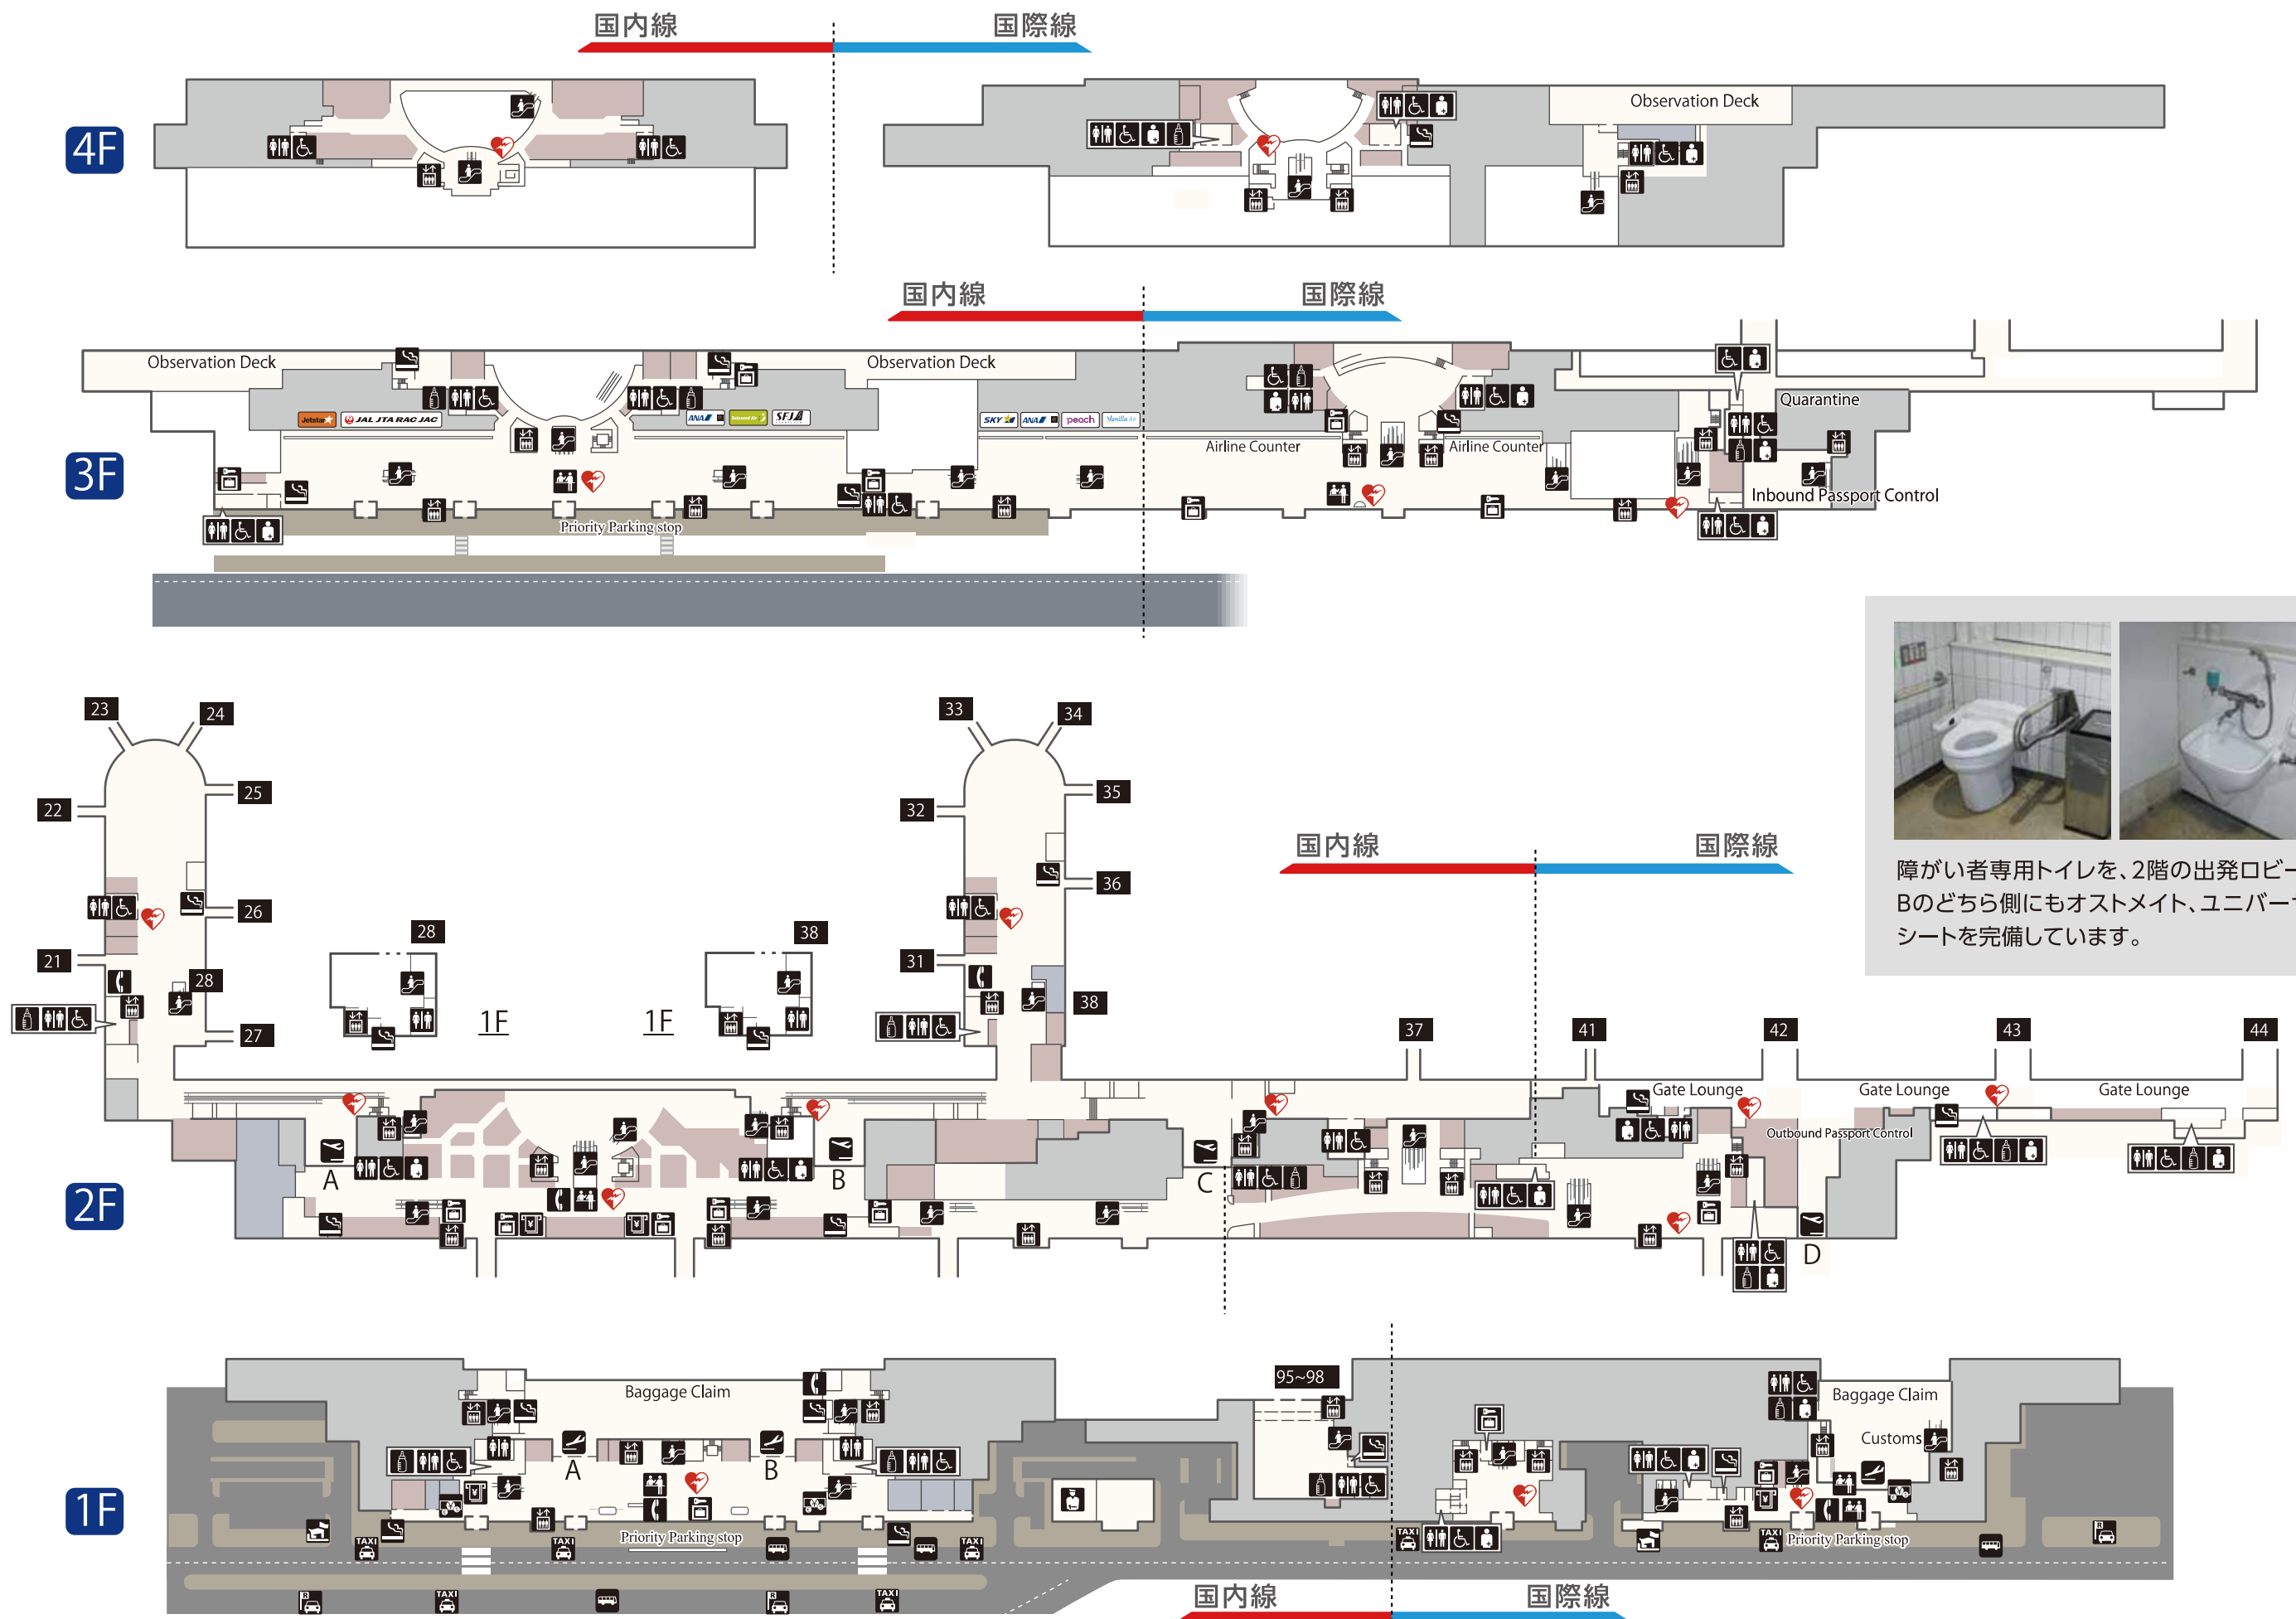 国内線
国際線
4F
Observation Deck
国内線
国際線
Observation Deck
Observation Deck
Jetstar
JAL JTA RAC JAC
ANA
SFJ
SKY
ANA
peach
Vanilla Air
Airline Counter
Airline Counter
Quarantine
3F
Inbound Passport Control
Priority Parking stop
障がい者専用トイレを、2階の出発ロビー
Bのどちら側にもオストメイト、ユニバー
シートを完備しています。
23
24
33
34
25
35
22
32
国内線
国際線
36
26
28
38
21
31
28
38
27
1F
1F
37
41
42
43
44
Gate Lounge
Gate Lounge
Gate Lounge
Outbound Passport Control
A
B
C
2F
D
95~98
Baggage Claim
Baggage Claim
Customs
A
B
1F
Priority Parking stop
Priority Parking stop
TAXI
TAXI
TAXI
TAXI
TAXI
TAXI
TAXI
国内線
国際線